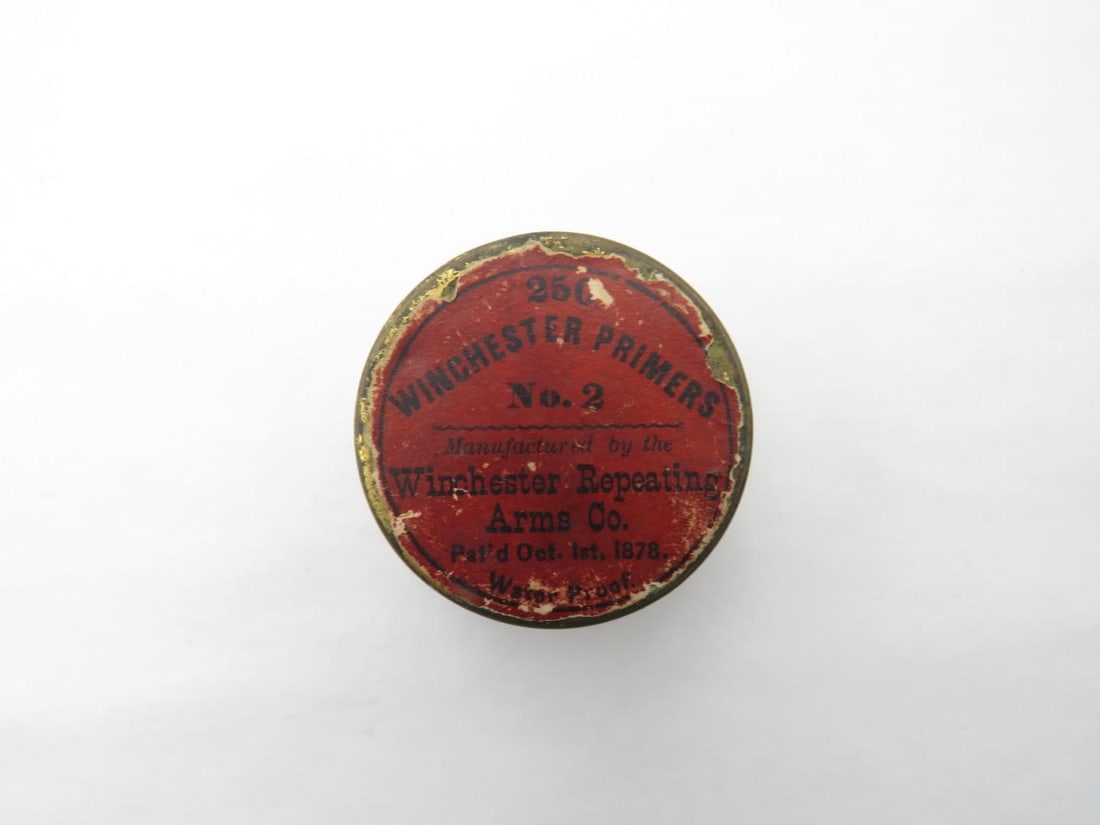 250
WINCHESTER PRIMERS
No. 2
Manufactured by the
Winchester Repeating
Arms Co.
Pat'd Oct. 1st, 1878.
Water Proof.